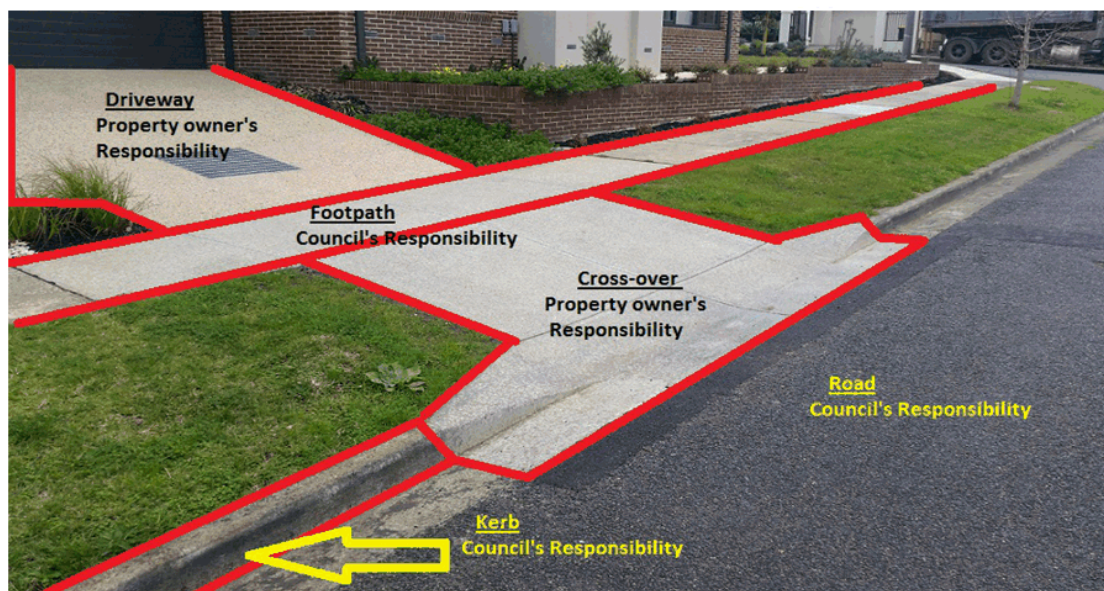 Driveway
Property owner's
Responsibility
Footpath
Council's Responsibility
Cross-over
Property owner's
Responsibility
Road
Council's Responsibility
Kerb
Council's Responsibility